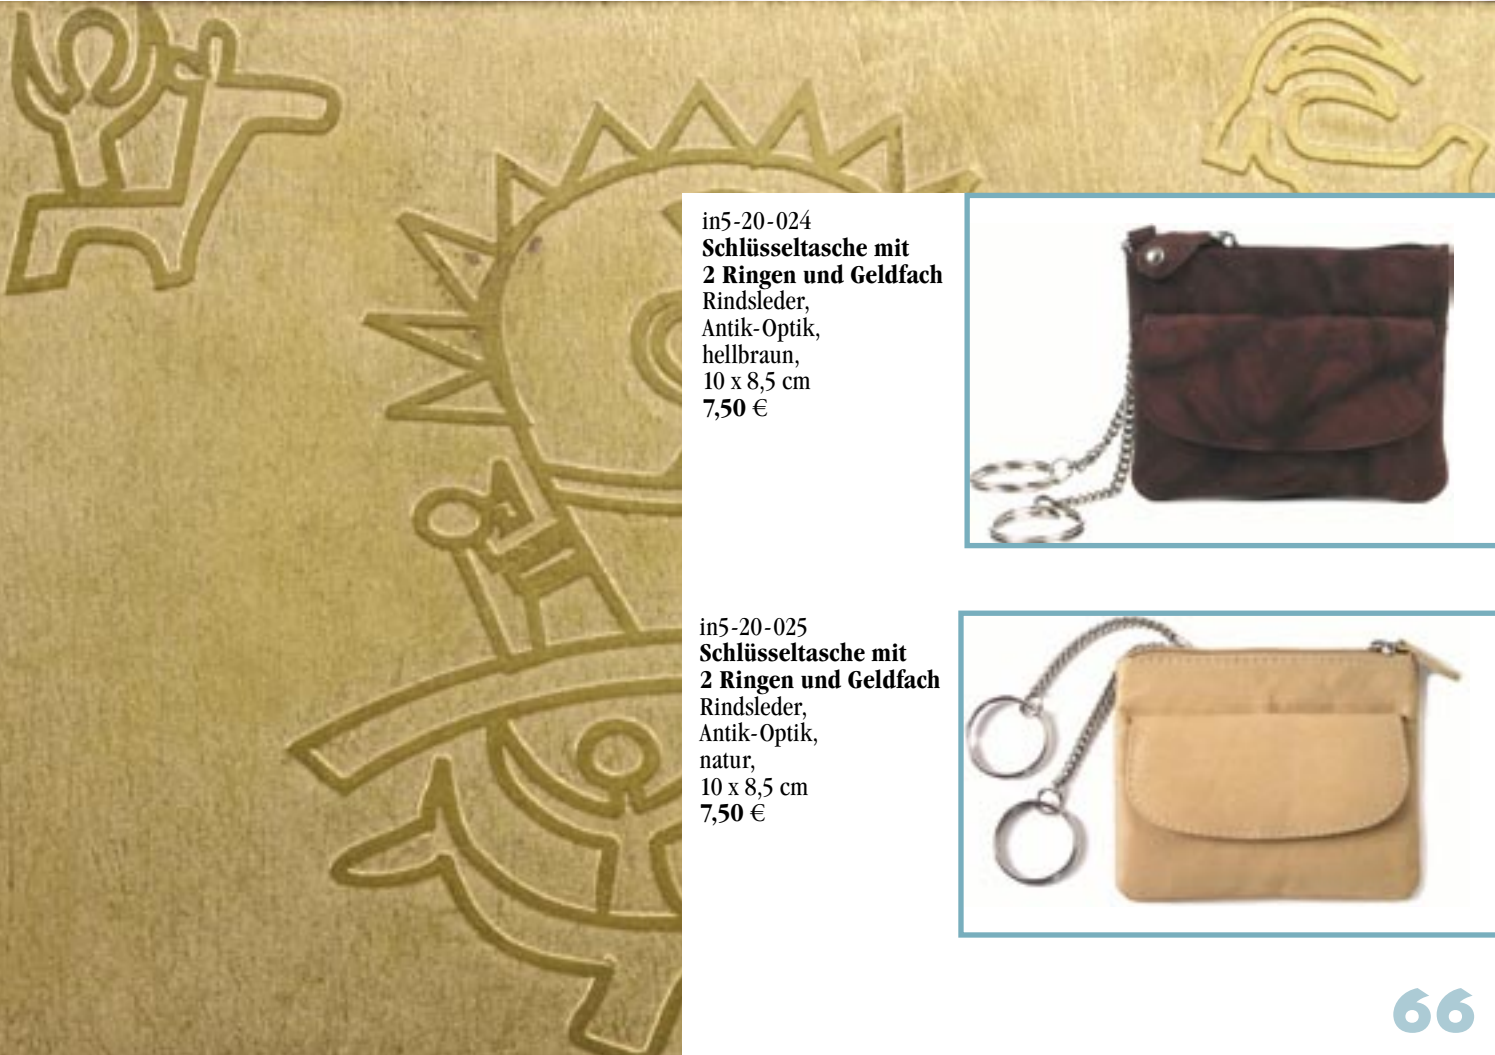 in5-20-024
Schlüsseltasche mit
2 Ringen und Geldfach
Rindsleder,
Antik-Optik,
hellbraun,
10 x 8,5 cm
7,50 €
in5-20-025
Schlüsseltasche mit
2 Ringen und Geldfach
Rindsleder,
Antik-Optik,
natur,
10 x 8,5 cm
7,50 €
66